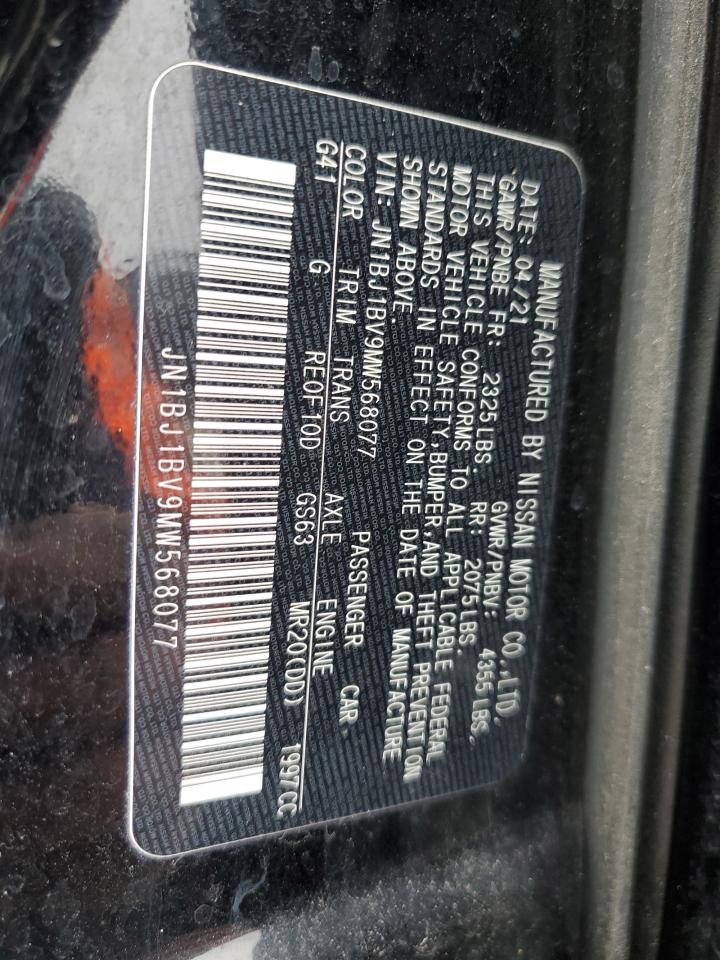 MANUFACTURED BY NISSAN MOTOR CO., LTD.
DATE: 04/21 GVWR/PNBV: 4355 LBS.
GAWR/PNBE FR: 2325 LBS. RR: 2075 LBS.
THIS VEHICLE CONFORMS TO ALL APPLICABLE FEDERAL
MOTOR VEHICLE SAFETY, BUMPER, AND THEFT PREVENTION
STANDARDS IN EFFECT ON THE DATE OF MANUFACTURE
SHOWN ABOVE
VIN: JN1BJ1BV9MW568077 PASSENGER CAR
COLOR TRIM TRANS AXLE ENGINE
G41 G RE0F10D GS63 MR20(DD) 1997CC
JN1BJ1BV9MW568077